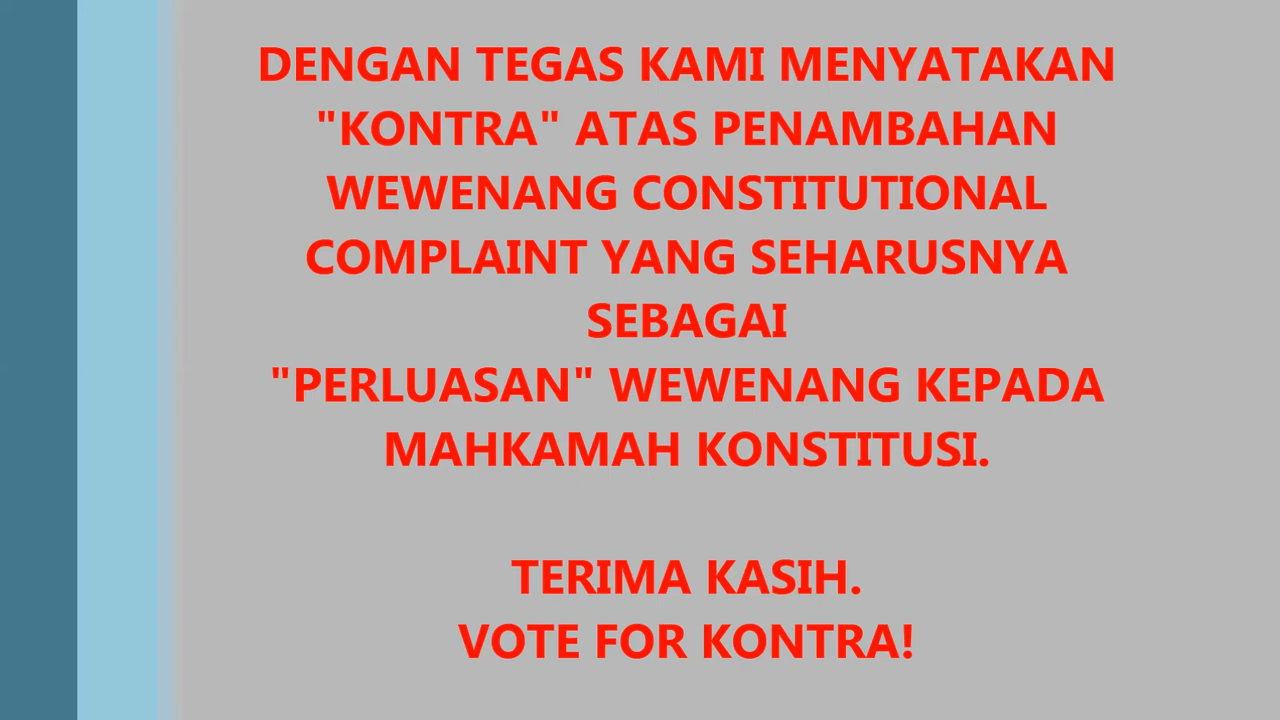 DENGAN TEGAS KAMI MENYATAKAN
"KONTRA" ATAS PENAMBAHAN
WEWENANG CONSTITUTIONAL
COMPLAINT YANG SEHARUSNYA
SEBAGAI
"PERLUASAN" WEWENANG KEPADA
MAHKAMAH KONSTITUSI.
TERIMA KASIH.
VOTE FOR KONTRA!